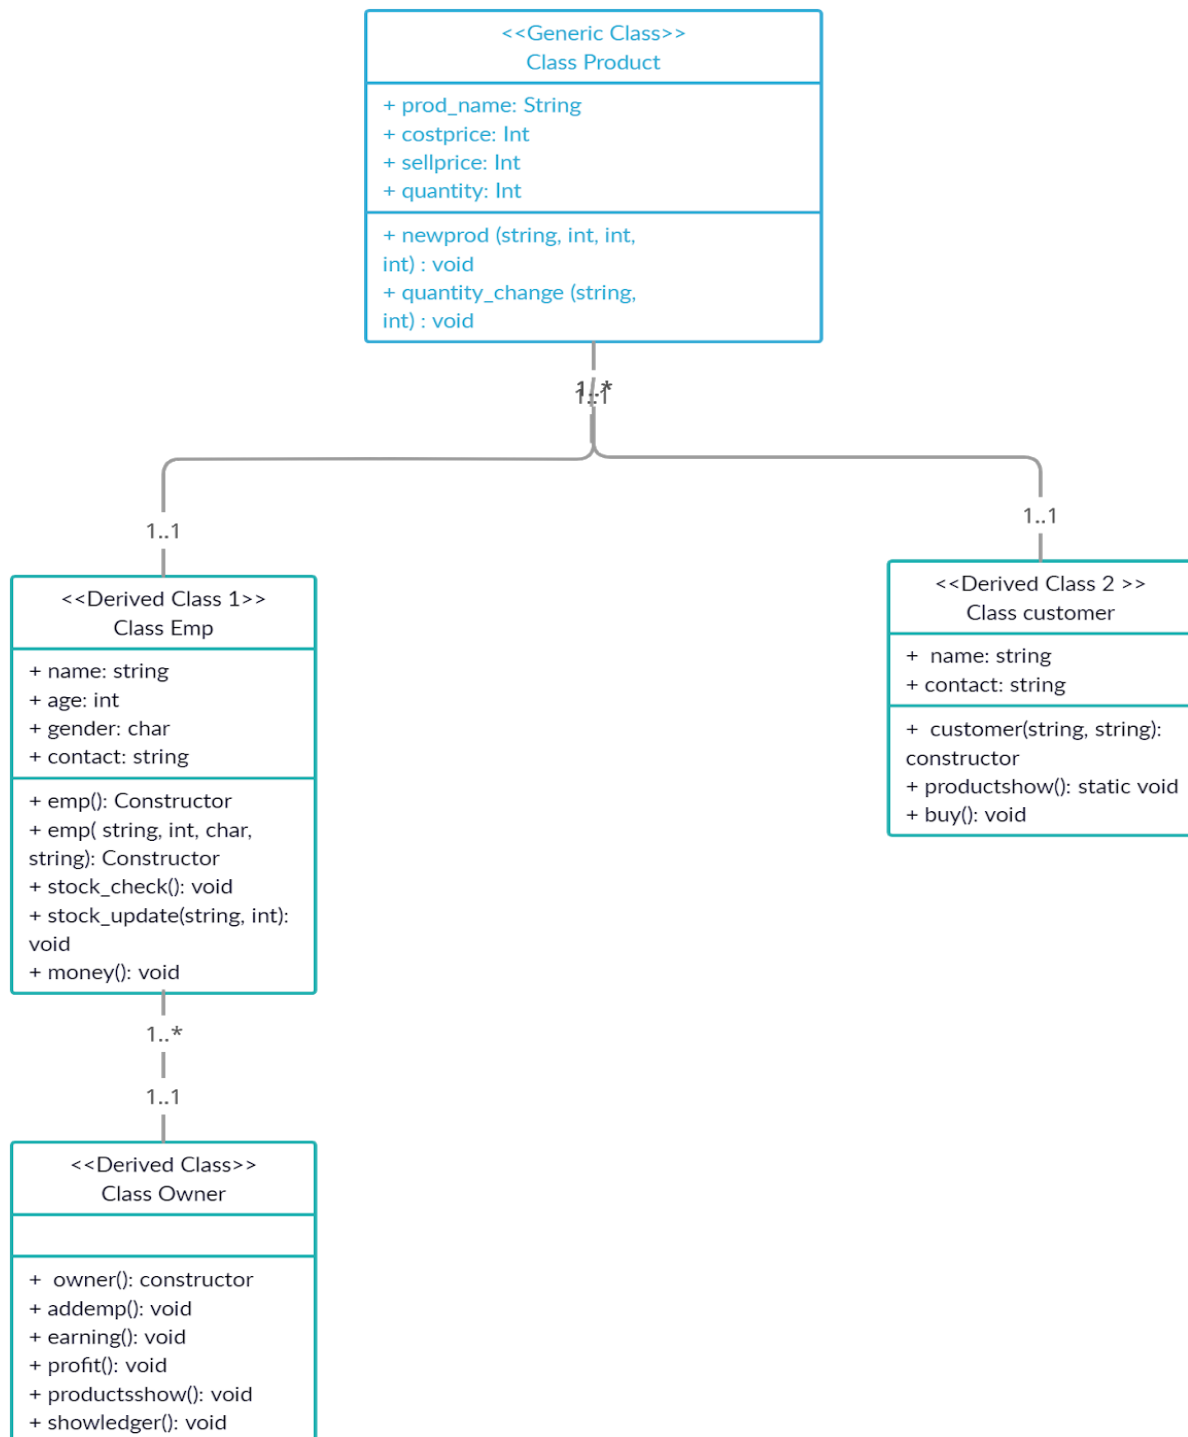 <<Generic Class>>
Class Product
+ prod_name: String
+ costprice: Int
+ sellprice: Int
+ quantity: Int
+ newprod (string, int, int,
int) : void
+ quantity_change (string,
int) : void
1..*
1..1
1..1
1..1
<<Derived Class 1>>
Class Emp
+ name: string
+ age: int
+ gender: char
+ contact: string
+ emp(): Constructor
+ emp( string, int, char,
string): Constructor
+ stock_check(): void
+ stock_update(string, int):
void
+ money(): void
<<Derived Class 2 >>
Class customer
+  name: string
+ contact: string
+  customer(string, string):
constructor
+ productshow(): static void
+ buy(): void
1..*
1..1
<<Derived Class>>
Class Owner
+  owner(): constructor
+ addemp(): void
+ earning(): void
+ profit(): void
+ productsshow(): void
+ showledger(): void